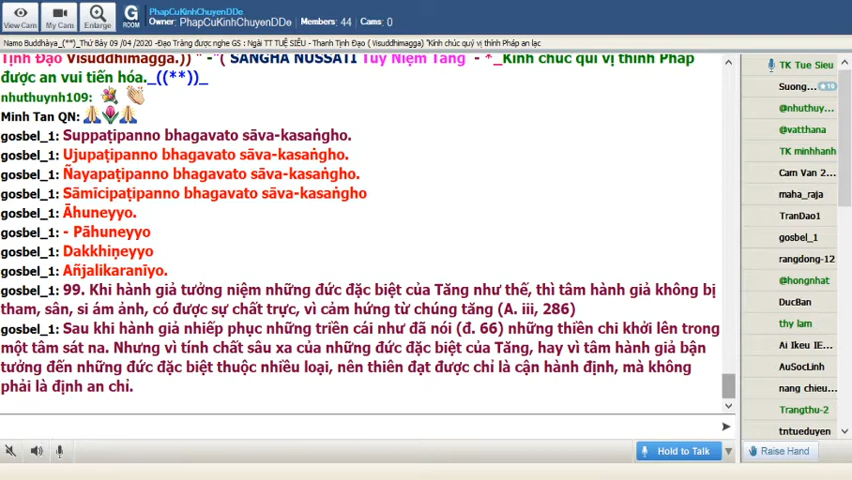 View Cam
My Cam
Enlarge
G
ROOM
PhapCuKinhChuyenDDe
Owner: PhapCuKinhChuyenDDe Members: 44 Cams: 0
Namo Buddhàya_(**)_Thứ Bảy 09 /04 /2020 -Đạo Tràng được nghe GS : Ngài TT TUỆ SIÊU - Thanh Tịnh Đạo ( Visuddhimagga) "Kính chúc quý vị thính Pháp an lạc
Tịnh Đạo Visuddhimagga.)) " -"( SANGHA NUSSATI Tùy Niệm Tăng - *_Kính chúc quí vị thính Pháp
được an vui tiến hóa._((**))_
nhuthuynh109:
Minh Tan QN:
gosbel_1: Suppaṭipanno bhagavato sāva-kasaṅgho.
gosbel_1: Ujupaṭipanno bhagavato sāva-kasaṅgho.
gosbel_1: Ñayapaṭipanno bhagavato sāva-kasaṅgho.
gosbel_1: Sāmīcipaṭipanno bhagavato sāva-kasaṅgho
gosbel_1: Āhuneyyo.
gosbel_1: - Pāhuneyyo
gosbel_1: Dakkhiṇeyyo
gosbel_1: Añjalikaranīyo.
gosbel_1: 99. Khi hành giả tưởng niệm những đức đặc biệt của Tăng như thế, thì tâm hành giả không bị
tham, sân, si ám ảnh, có được sự chất trực, vì cảm hứng từ chúng tăng (A. iii, 286)
gosbel_1: Sau khi hành giả nhiếp phục những triền cái như đã nói (đ. 66) những thiền chi khởi lên trong
một tâm sát na. Nhưng vì tính chất sâu xa của những đức đặc biệt của Tăng, hay vì tâm hành giả bận
tưởng đến những đức đặc biệt thuộc nhiều loại, nên thiên đạt được chỉ là cận hành định, mà không
phải là định an chỉ.
TK Tue Sieu
Suong...
10
@nhuthuy...
@vatthana
TK minhhanh
Cam Van 2...
maha_raja
TranDao1
gosbel_1
rangdong-12
@hongnhat
DucBan
thy lam
Ai Ikeu IE...
AuSocLinh
nang chieu...
Trangthu-2
tntueduyen
Hold to Talk
Raise Hand